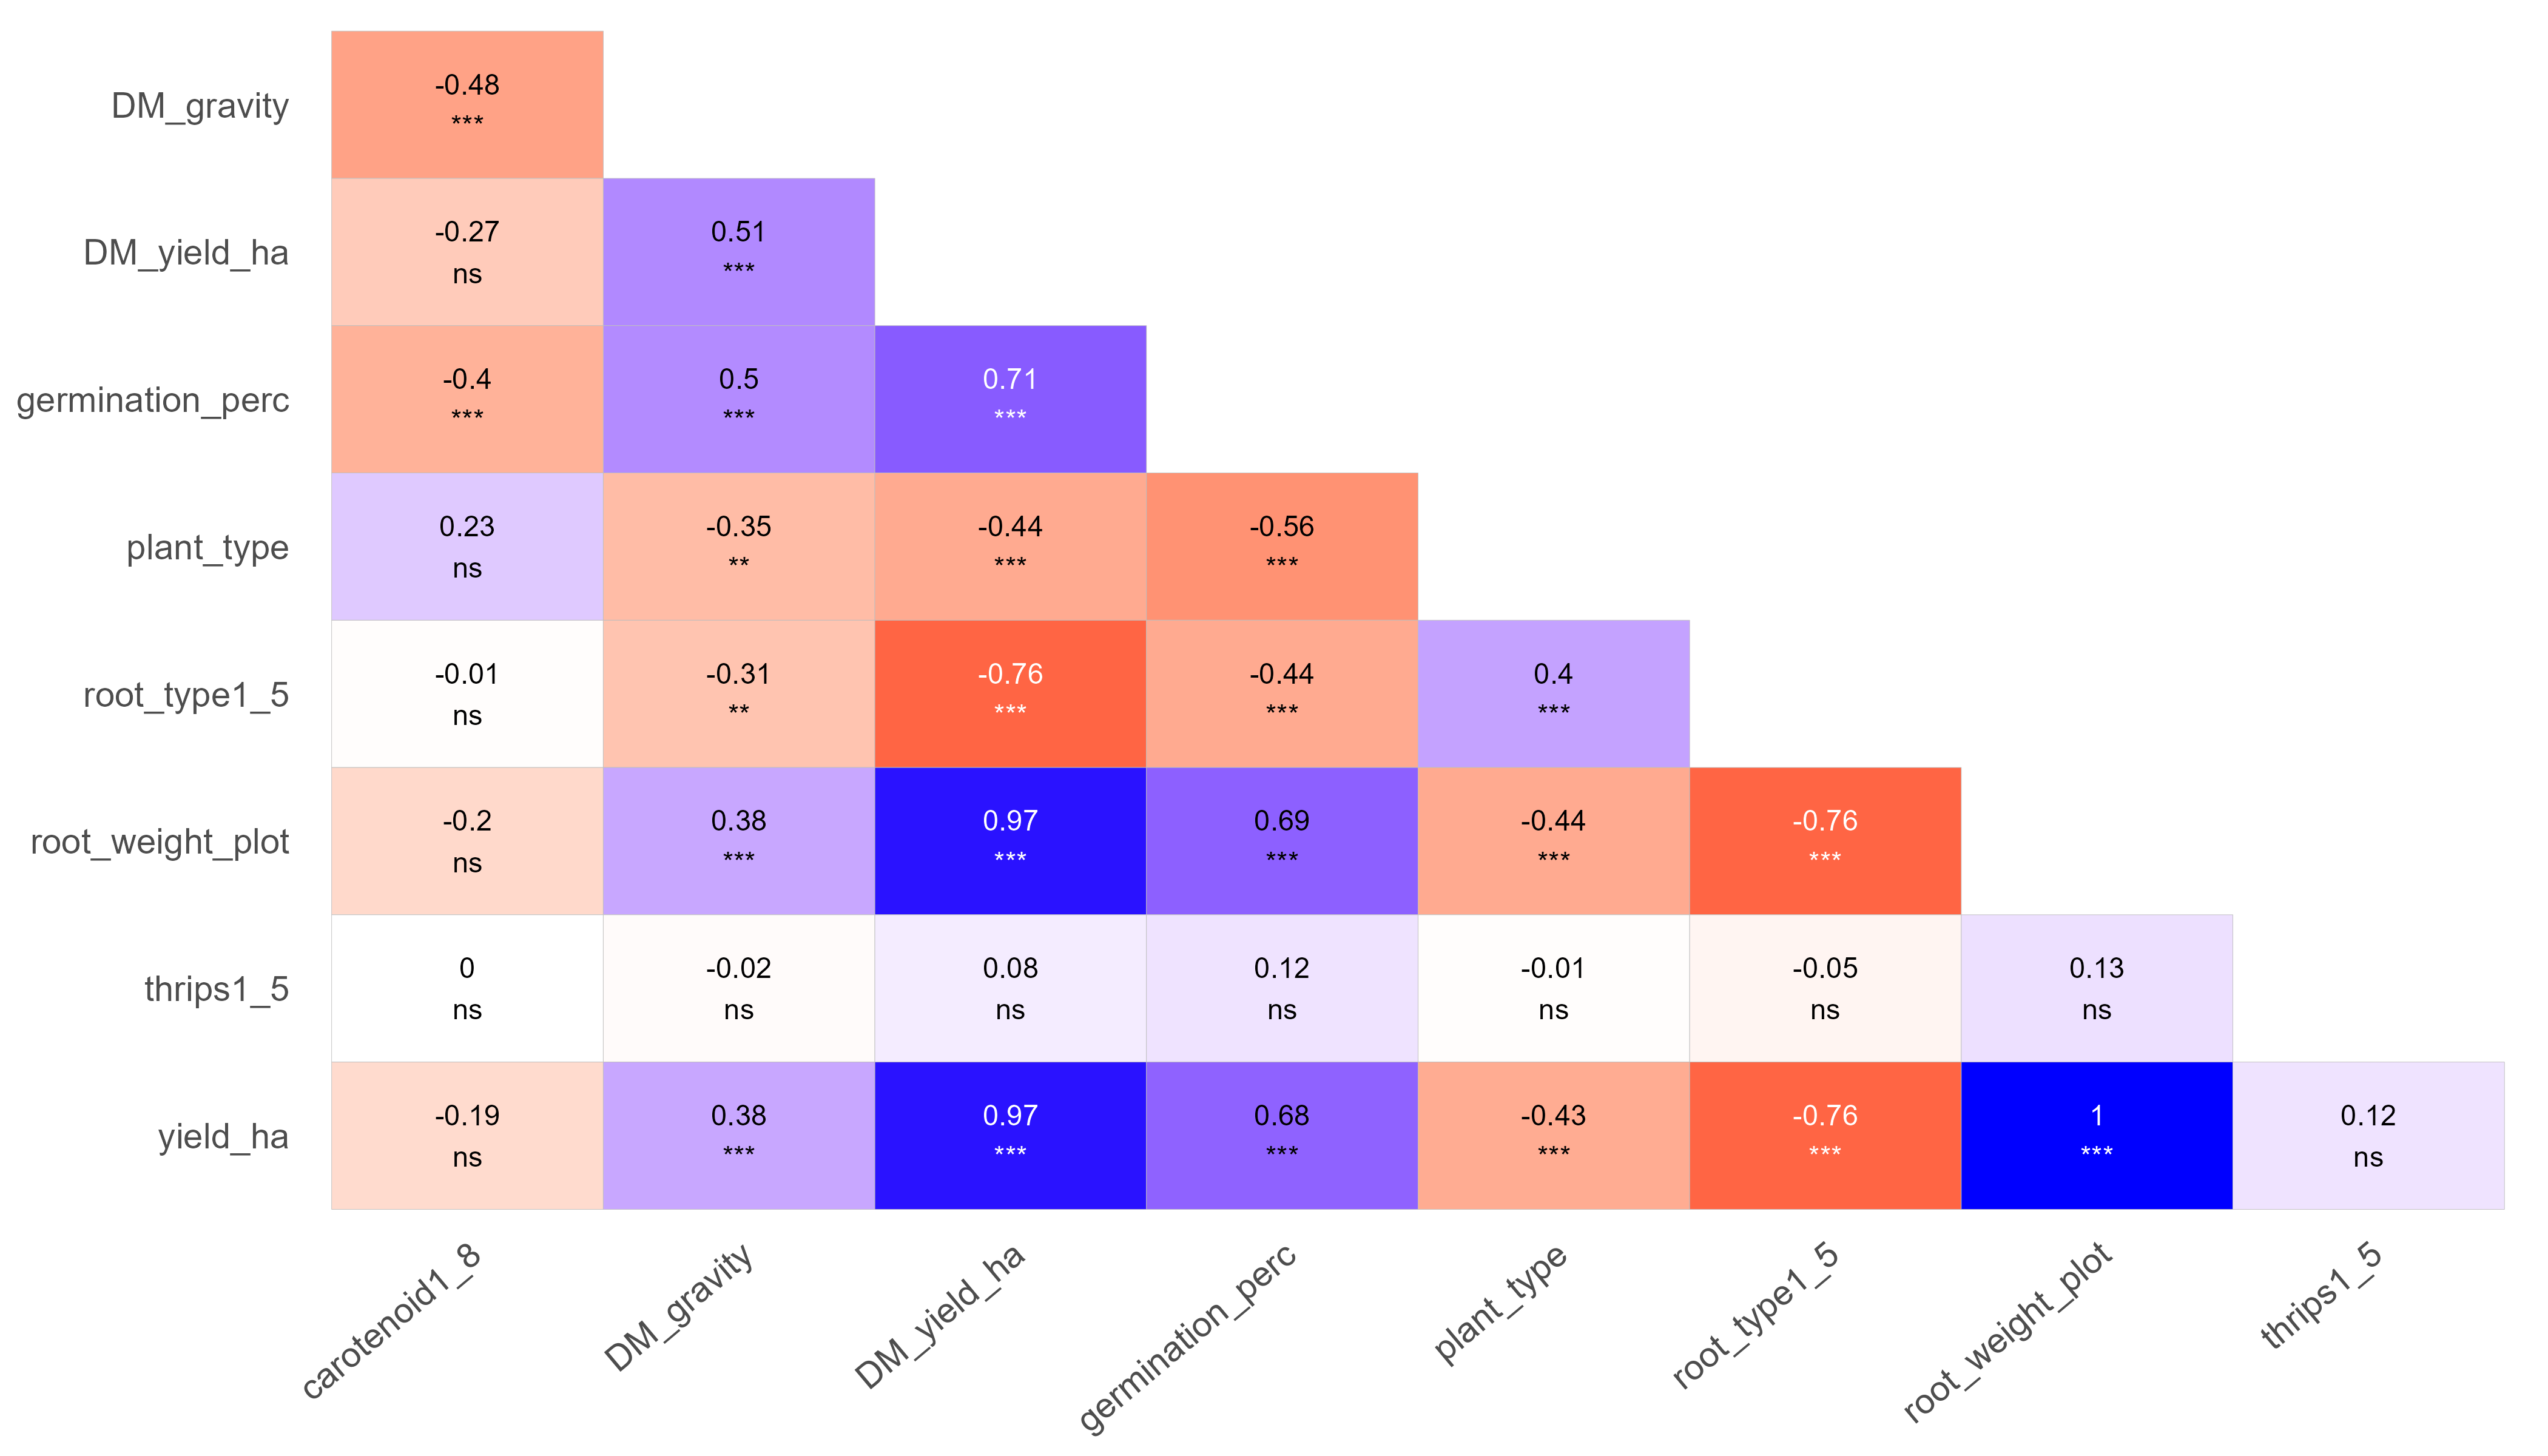 DM_gravity
-0.48
***
DM_yield_ha
-0.27 0.51
ns ***
germination_perc
-0.4 0.5 0.71
*** *** ***
plant_type
0.23 -0.35 -0.44 -0.56
ns ** *** ***
root_type1_5
-0.01 -0.31 -0.76 -0.44 0.4
ns ** *** *** ***
root_weight_plot
-0.2 0.38 0.97 0.69 -0.44 -0.76
ns *** *** *** *** ***
thrips1_5
0 -0.02 0.08 0.12 -0.01 -0.05 0.13
ns ns ns ns ns ns ns
yield_ha
-0.19 0.38 0.97 0.68 -0.43 -0.76 1 0.12
ns *** *** *** *** *** *** ns
carotenoid1_8
DM_gravity
DM_yield_ha
germination_perc
plant_type
root_type1_5
root_weight_plot
thrips1_5